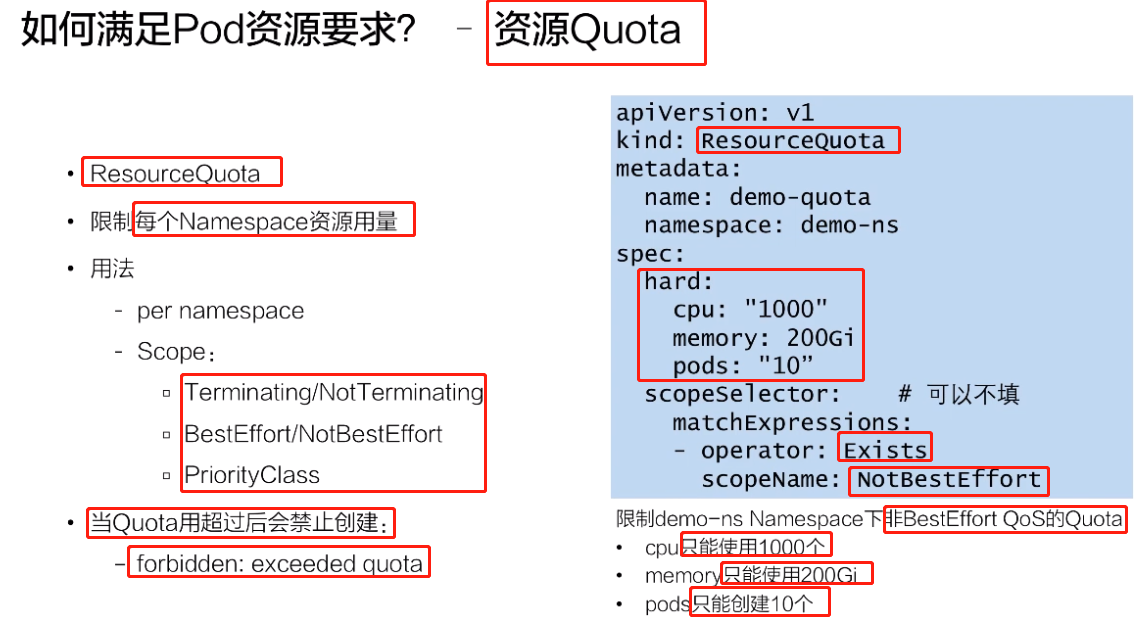 如何满足Pod资源要求? - 资源Quota
• ResourceQuota
• 限制每个Namespace资源用量
• 用法
- per namespace
- Scope:
▫ Terminating/NotTerminating
▫ BestEffort/NotBestEffort
▫ PriorityClass
• 当Quota用超过后会禁止创建:
- forbidden: exceeded quota
apiVersion: v1
kind: ResourceQuota
metadata:
  name: demo-quota
  namespace: demo-ns
spec:
  hard:
    cpu: "1000"
    memory: 200Gi
    pods: "10"
  scopeSelector:    # 可以不填
    matchExpressions:
    - operator: Exists
      scopeName: NotBestEffort
限制demo-ns Namespace下非BestEffort QoS的Quota
• cpu只能使用1000个
• memory只能使用200Gi
• pods只能创建10个